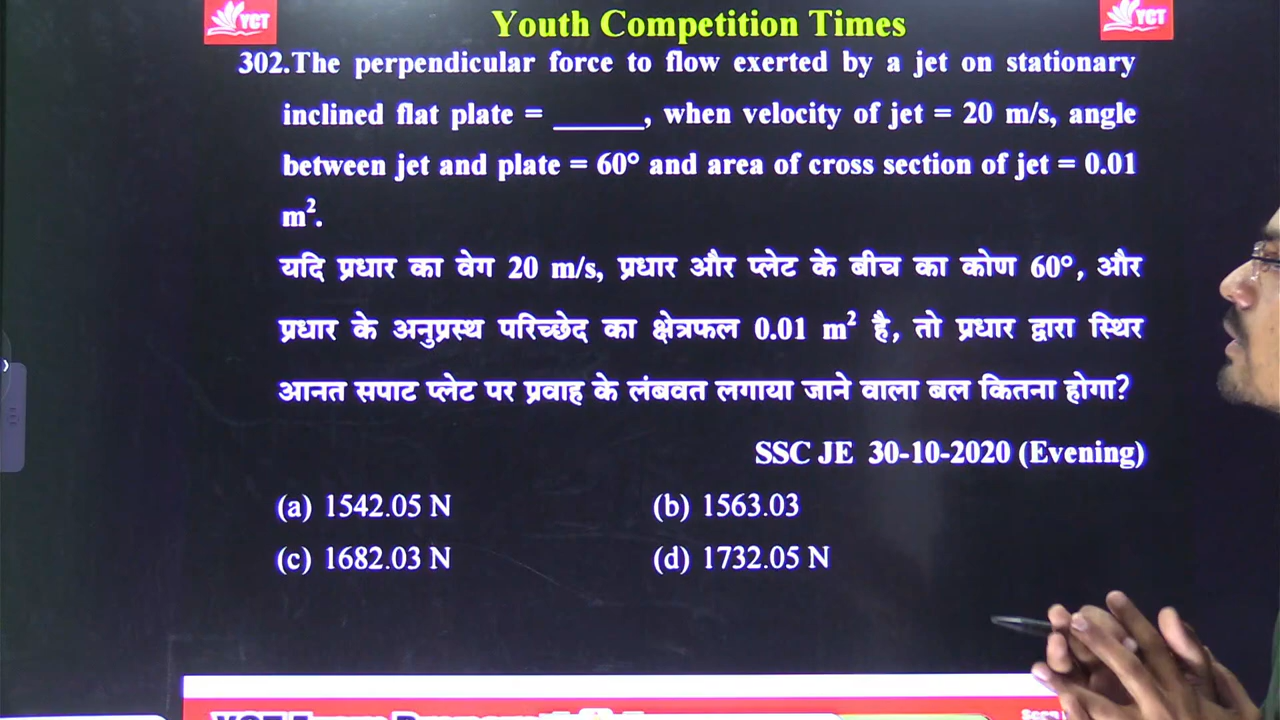 YCT
Youth Competition Times
YCT
302.The perpendicular force to flow exerted by a jet on stationary
inclined flat plate = ______, when velocity of jet = 20 m/s, angle
between jet and plate = 60° and area of cross section of jet = 0.01
m².
यदि प्रधार का वेग 20 m/s, प्रधार और प्लेट के बीच का कोण 60°, और
प्रधार के अनुप्रस्थ परिच्छेद का क्षेत्रफल 0.01 m² है, तो प्रधार द्वारा स्थिर
आनत सपाट प्लेट पर प्रवाह के लंबवत लगाया जाने वाला बल कितना होगा?
SSC JE 30-10-2020 (Evening)
(a) 1542.05 N (b) 1563.03
(c) 1682.03 N (d) 1732.05 N